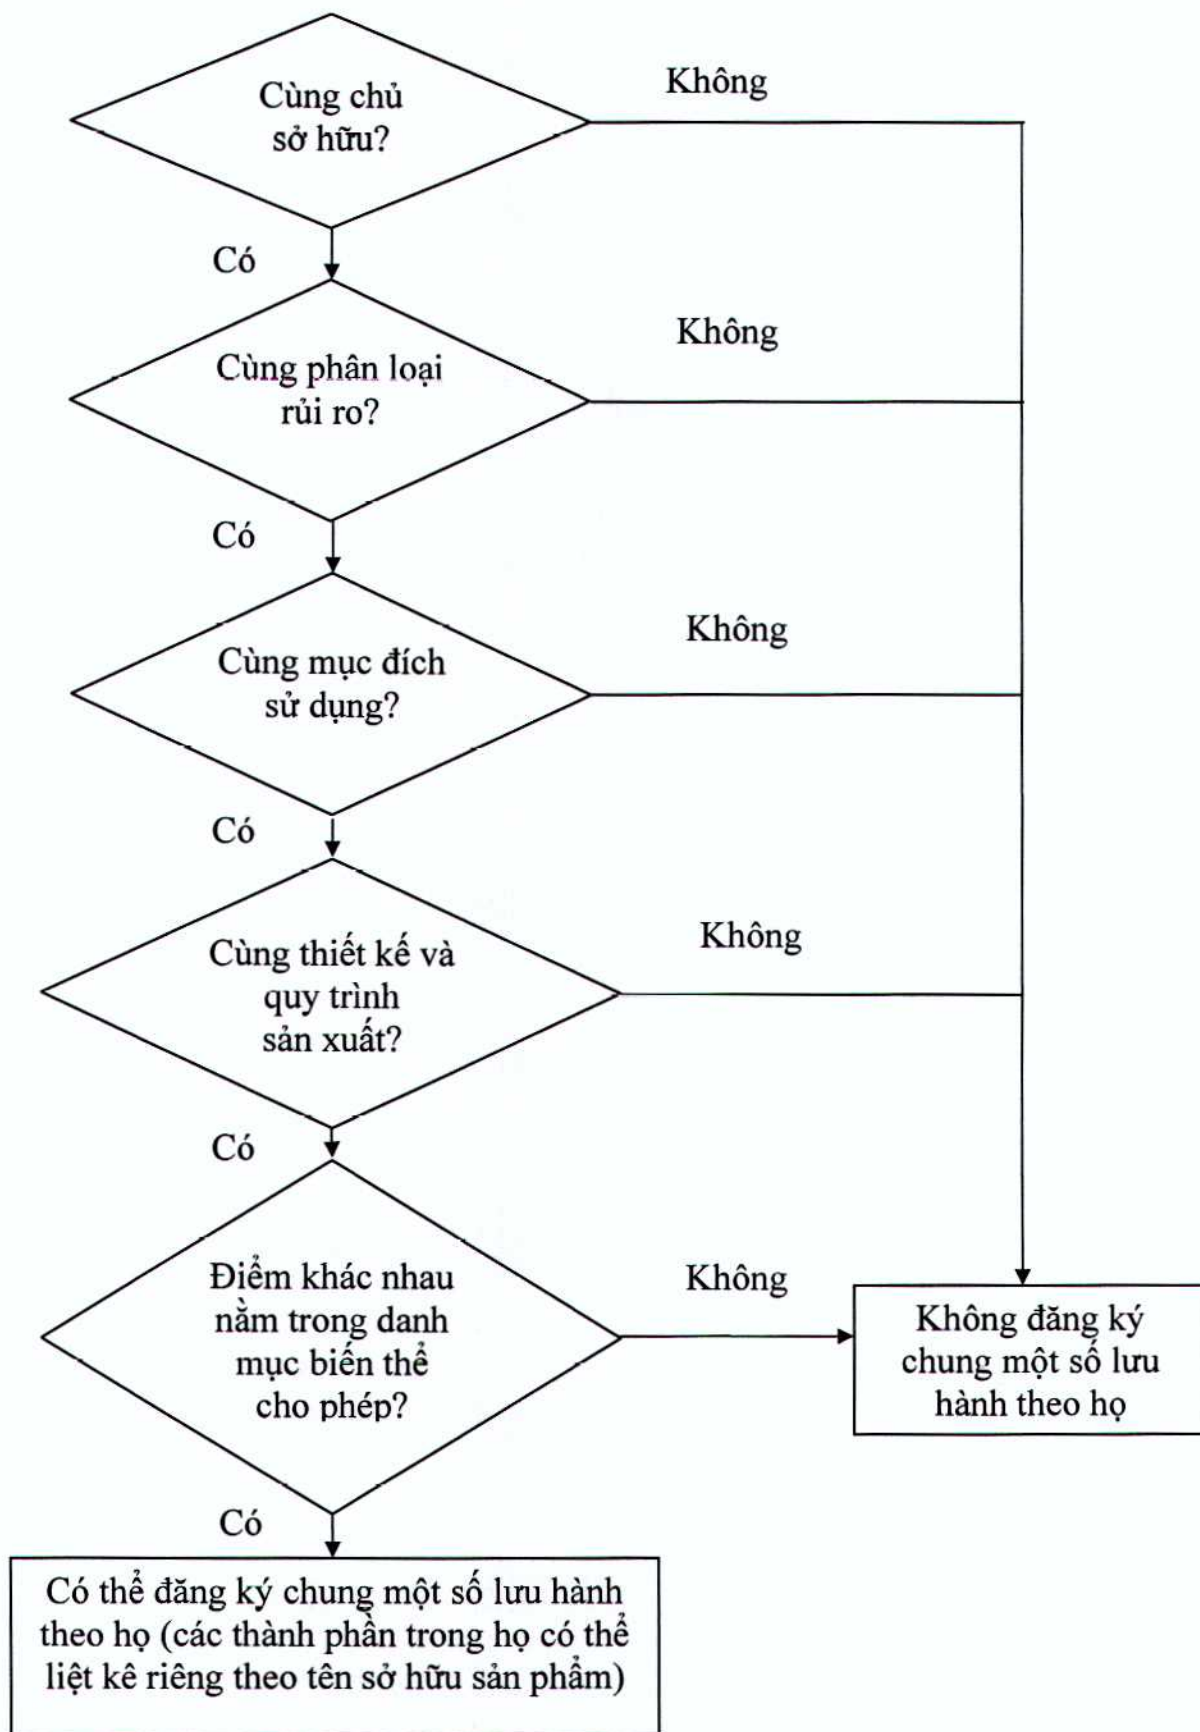 Cùng chủ
sở hữu?
Không
Có
Cùng phân loại
rủi ro?
Không
Có
Cùng mục đích
sử dụng?
Không
Có
Cùng thiết kế và
quy trình
sản xuất?
Không
Có
Điểm khác nhau
nằm trong danh
mục biến thể
cho phép?
Không
Không đăng ký
chung một số lưu
hành theo họ
Có
Có thể đăng ký chung một số lưu hành
theo họ (các thành phần trong họ có thể
liệt kê riêng theo tên sở hữu sản phẩm)